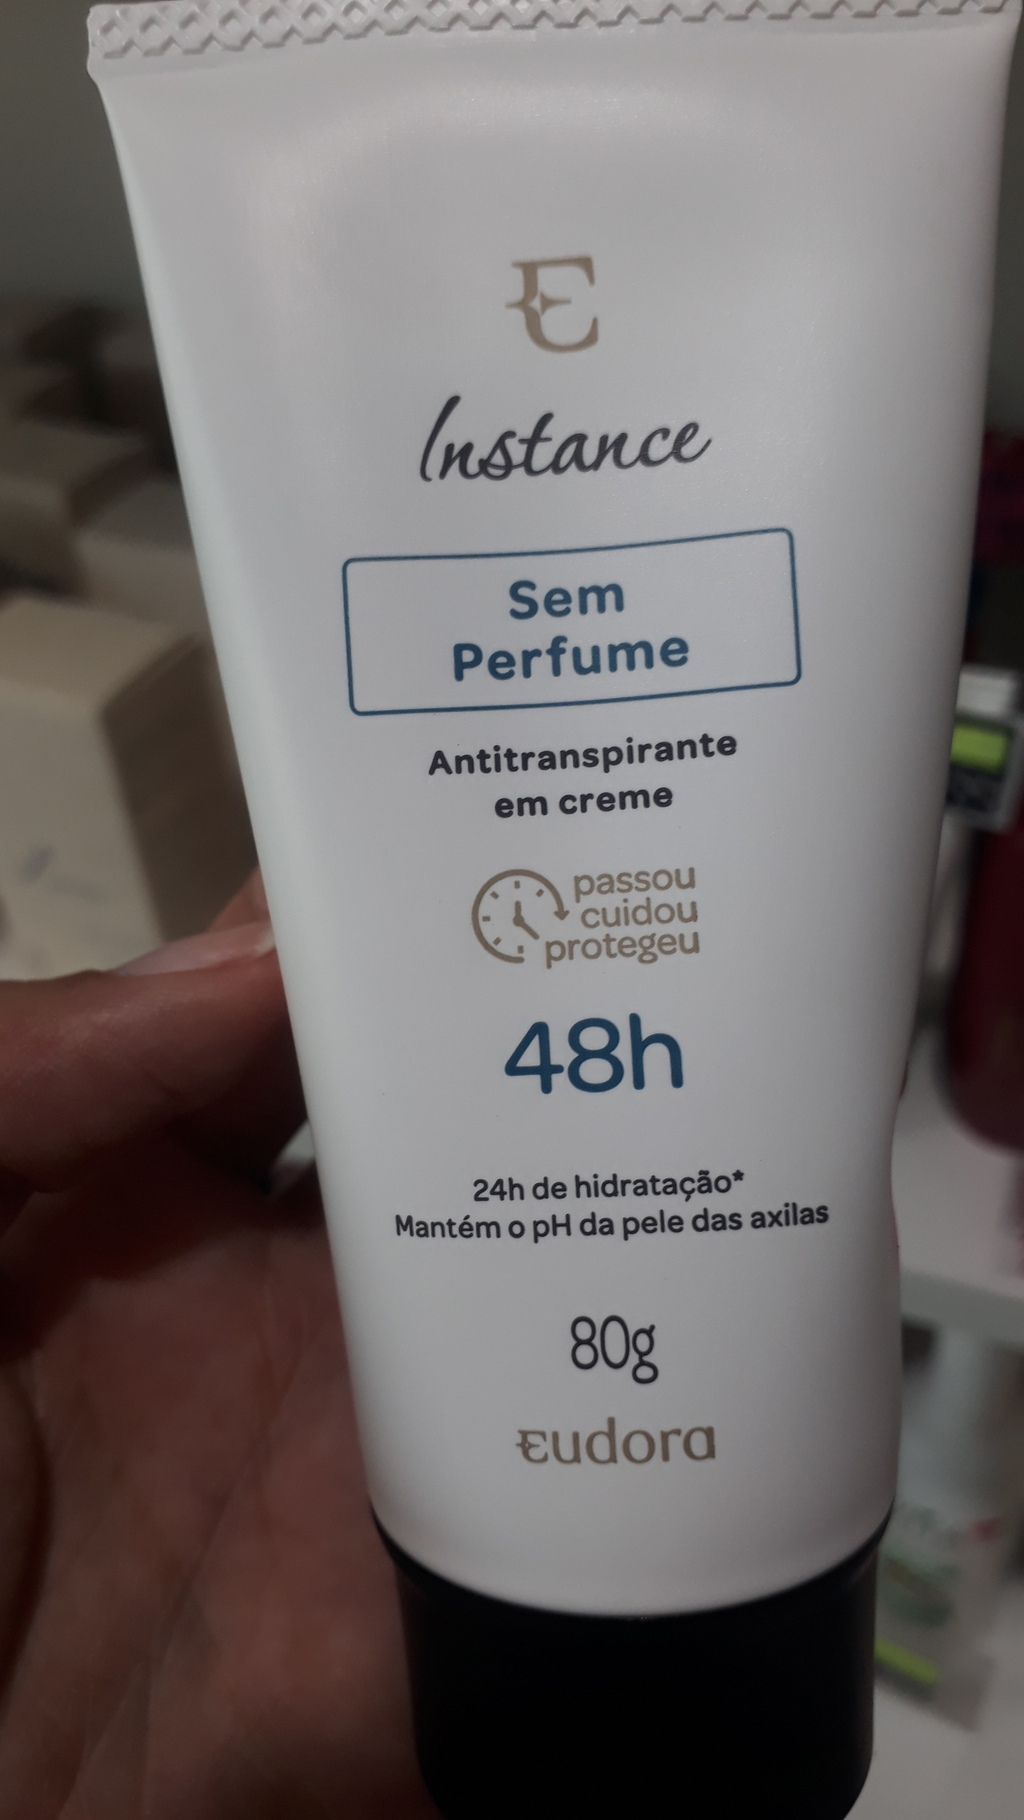 E
Instance
Sem
Perfume
Antitranspirante
em creme
passou
cuidou
protegeu
48h
24h de hidratação*
Mantém o pH da pele das axilas
80g
eudora